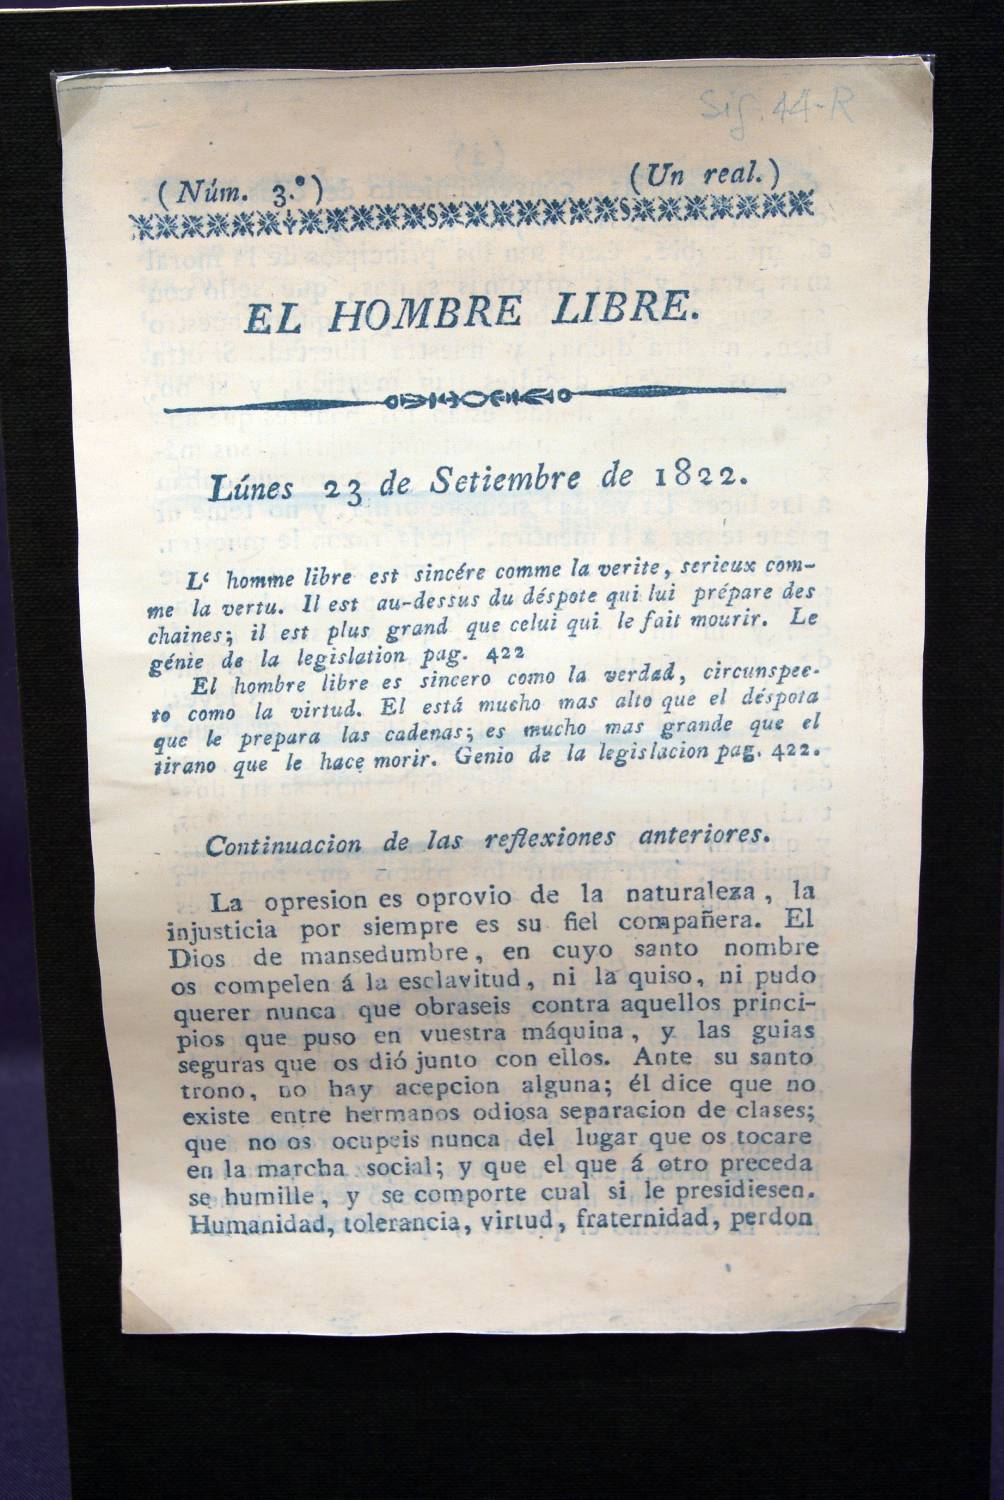 Sig. 44-R
(Núm. 3.º)
(Un real.)
EL HOMBRE LIBRE.
Lúnes 23 de Setiembre de 1822.
L‘ homme libre est sincére comme la verite, serieux com-
me la vertu. Il est au-dessus du déspote qui lui prépare des
chaines; il est plus grand que celui qui le fait mourir. Le
génie de la legislation pag. 422
El hombre libre es sincero como la verdad, circunspec-
to como la virtud. El está mucho mas alto que el déspota
que le prepara las cadenas; es mucho mas grande que el
tirano que le hace morir. Genio de la legislacion pag. 422.
Continuacion de las reflexiones anteriores.
La opresion es oprovio de la naturaleza, la
injusticia por siempre es su fiel compañera. El
Dios de mansedumbre, en cuyo santo nombre
os compelen á la esclavitud, ni la quiso, ni pudo
querer nunca que obraseis contra aquellos princi-
pios que puso en vuestra máquina, y las guias
seguras que os dió junto con ellos. Ante su santo
trono, no hay acepcion alguna; él dice que no
existe entre hermanos odiosa separacion de clases;
que no os ocupeis nunca del lugar que os tocare
en la marcha social; y que el que á otro preceda
se humille, y se comporte cual si le presidiesen.
Humanidad, tolerancia, virtud, fraternidad, perdon